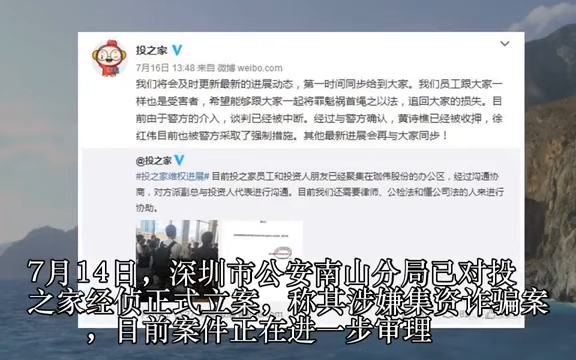 投之家
7月16日 13:48 来自 微博 weibo.com
我们将会及时更新最新的进展动态，第一时间同步给到大家。我们员工跟大家一
样也是受害者，希望能够跟大家一起将罪魁祸首绳之以法，追回大家的损失。目
前由于警方的介入，谈判已经被中断。经过与警方确认，黄诗樵已经被收押，徐
红伟目前也被警方采取了强制措施。其他最新进展会再与大家同步！
@投之家
#投之家维权进展# 目前投之家员工和投资人朋友已经聚集在珈伟股份的办公区，经过沟通协
商，对方派副总与投资人代表进行沟通。目前我们还需要律师、公检法和懂公司法的人来进行
协助。
7月14日，深圳市公安南山分局已对投
之家经侦正式立案，称其涉嫌集资诈骗案
，目前案件正在进一步审理